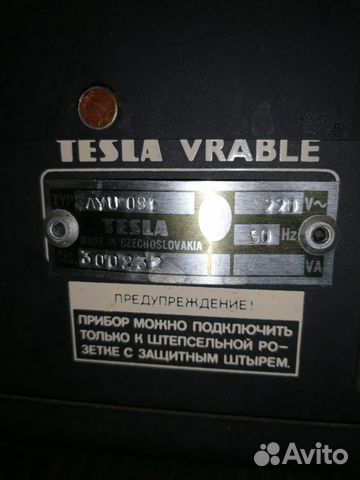 TESLA VRABLE
TYP AYU 091 220 V~
TESLA 50 Hz
MADE IN CZECHOSLOVAKIA
čís. 300232 VA
ПРЕДУПРЕЖДЕНИЕ!
ПРИБОР МОЖНО ПОДКЛЮЧИТЬ
ТОЛЬКО К ШТЕПСЕЛЬНОЙ РО-
ЗЕТКЕ С ЗАЩИТНЫМ ШТЫРЕМ.
Avito